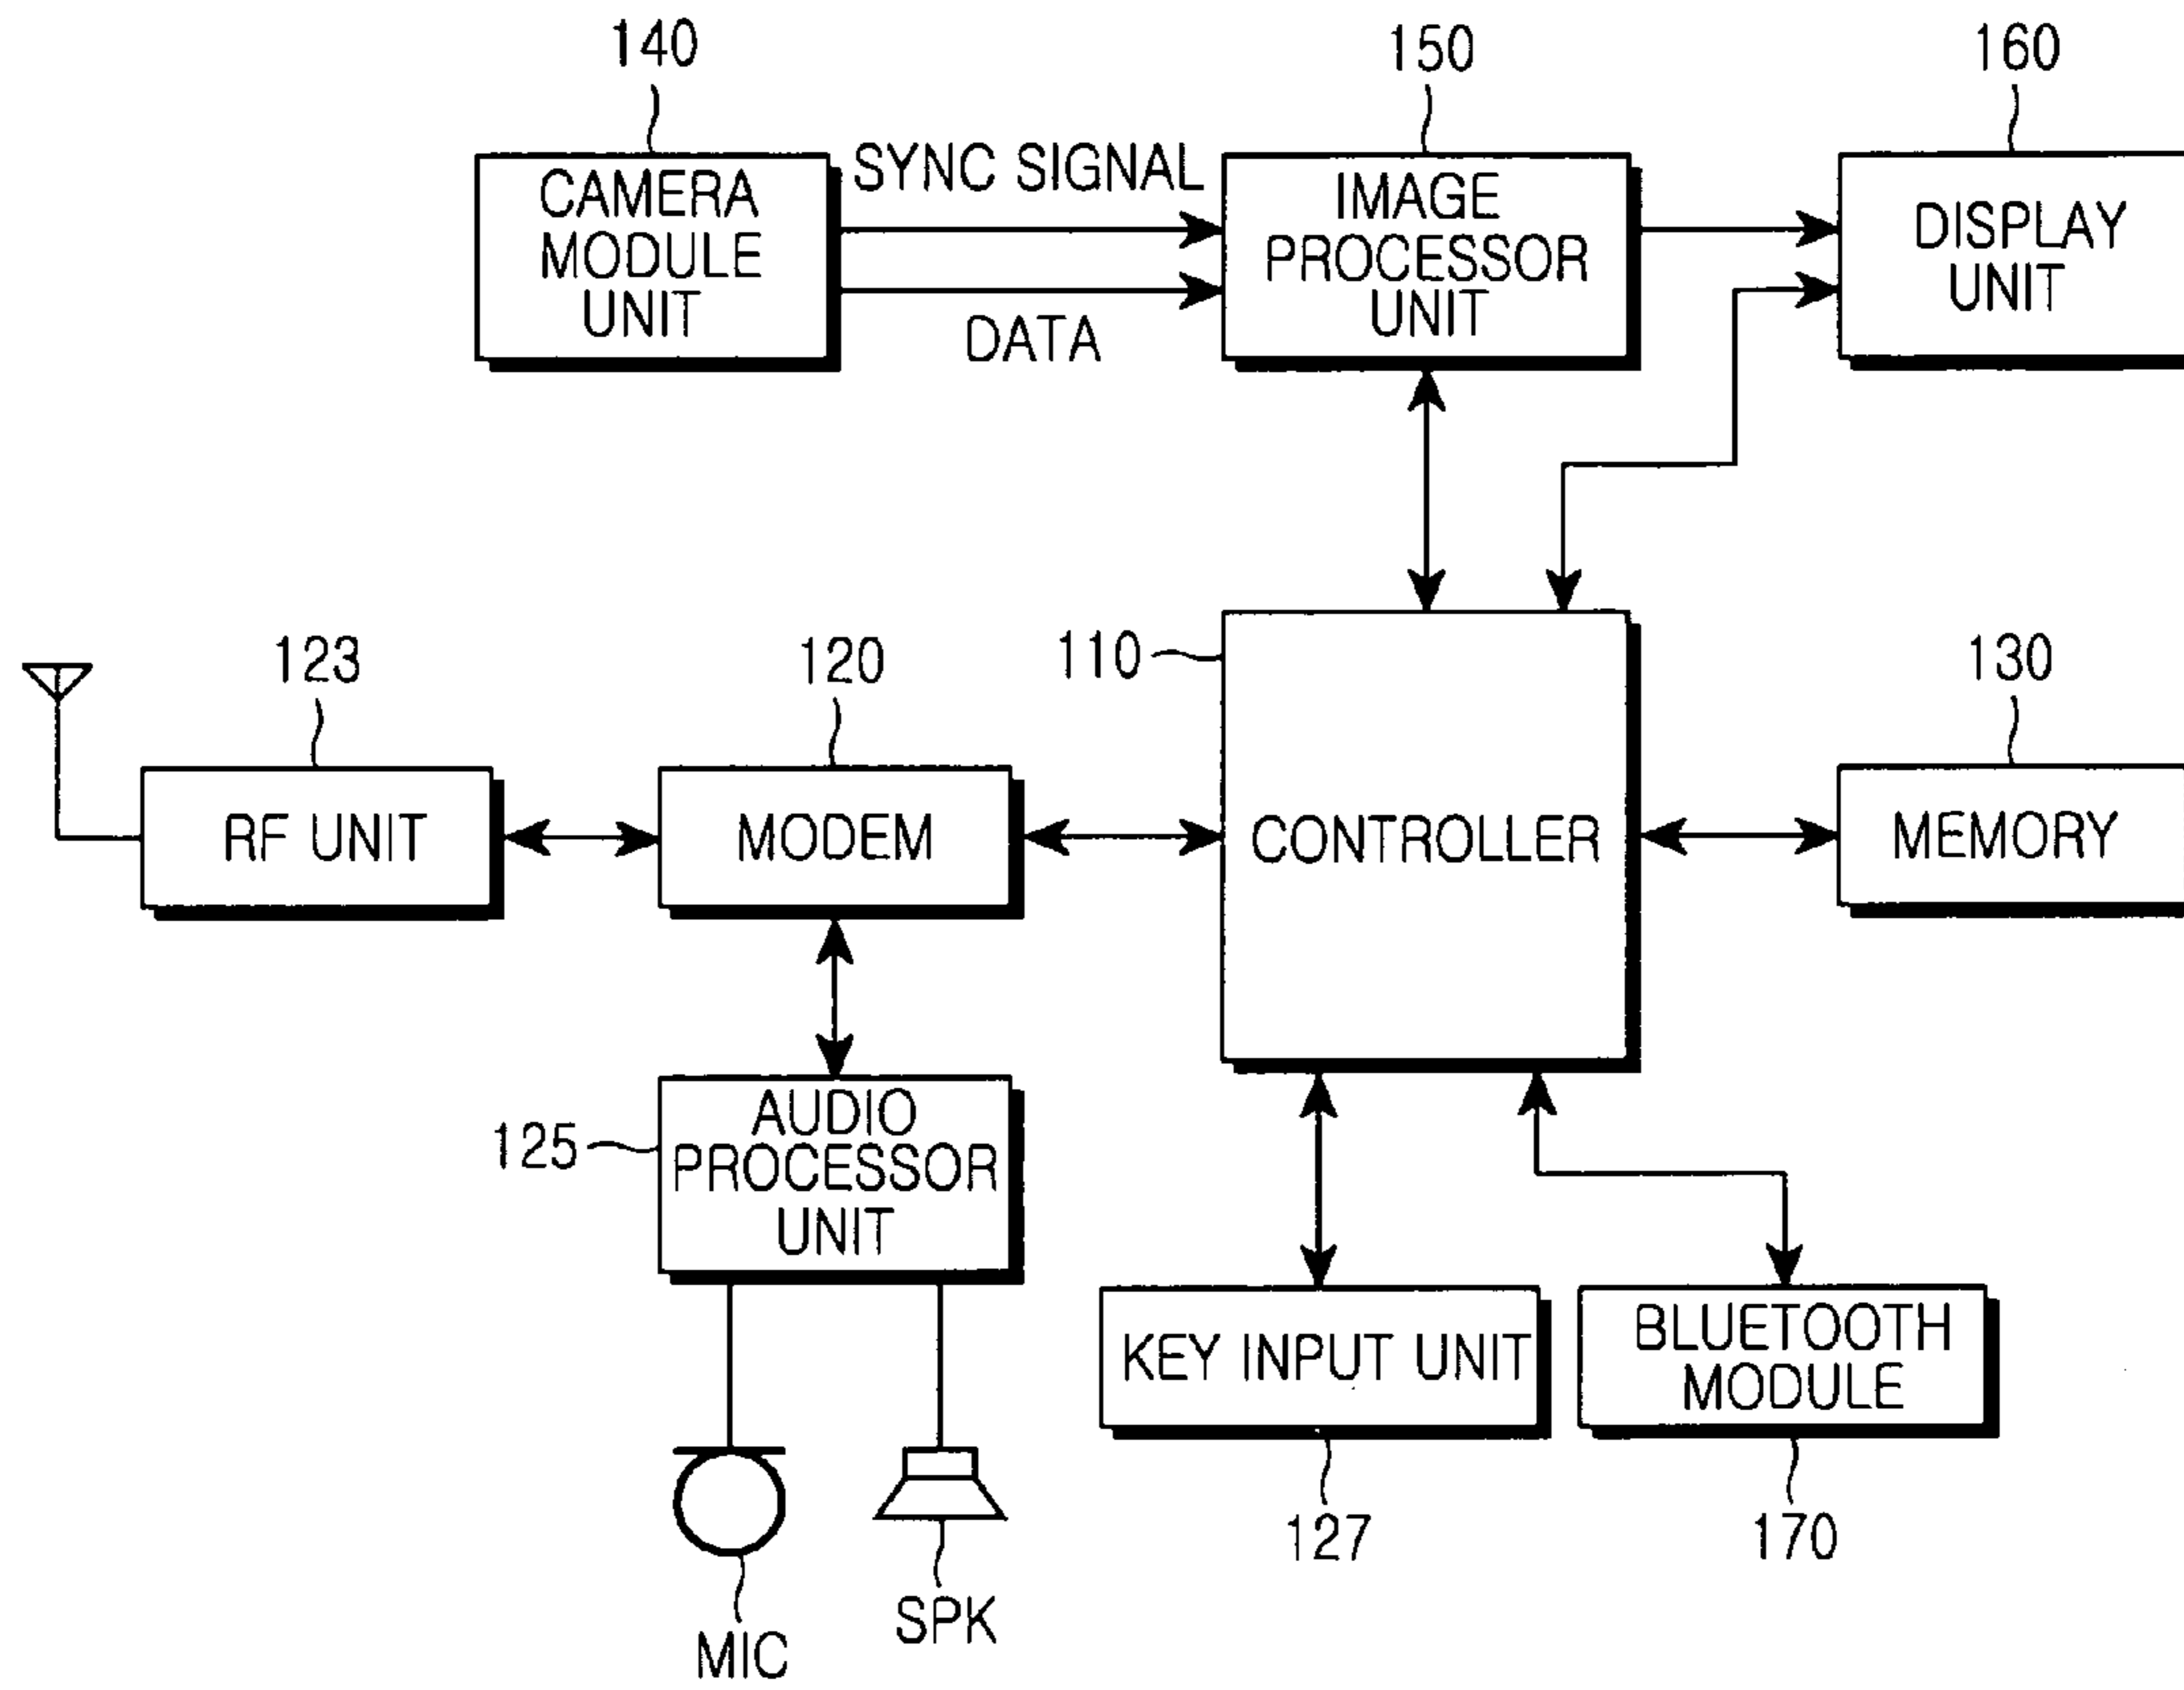 140
150
160
SYNC SIGNAL
CAMERA
MODULE
UNIT
IMAGE
PROCESSOR
UNIT
DISPLAY
UNIT
DATA
123
120
110
130
RF UNIT
MODEM
CONTROLLER
MEMORY
125
AUDIO
PROCESSOR
UNIT
KEY INPUT UNIT
BLUETOOTH
MODULE
127
170
SPK
MIC